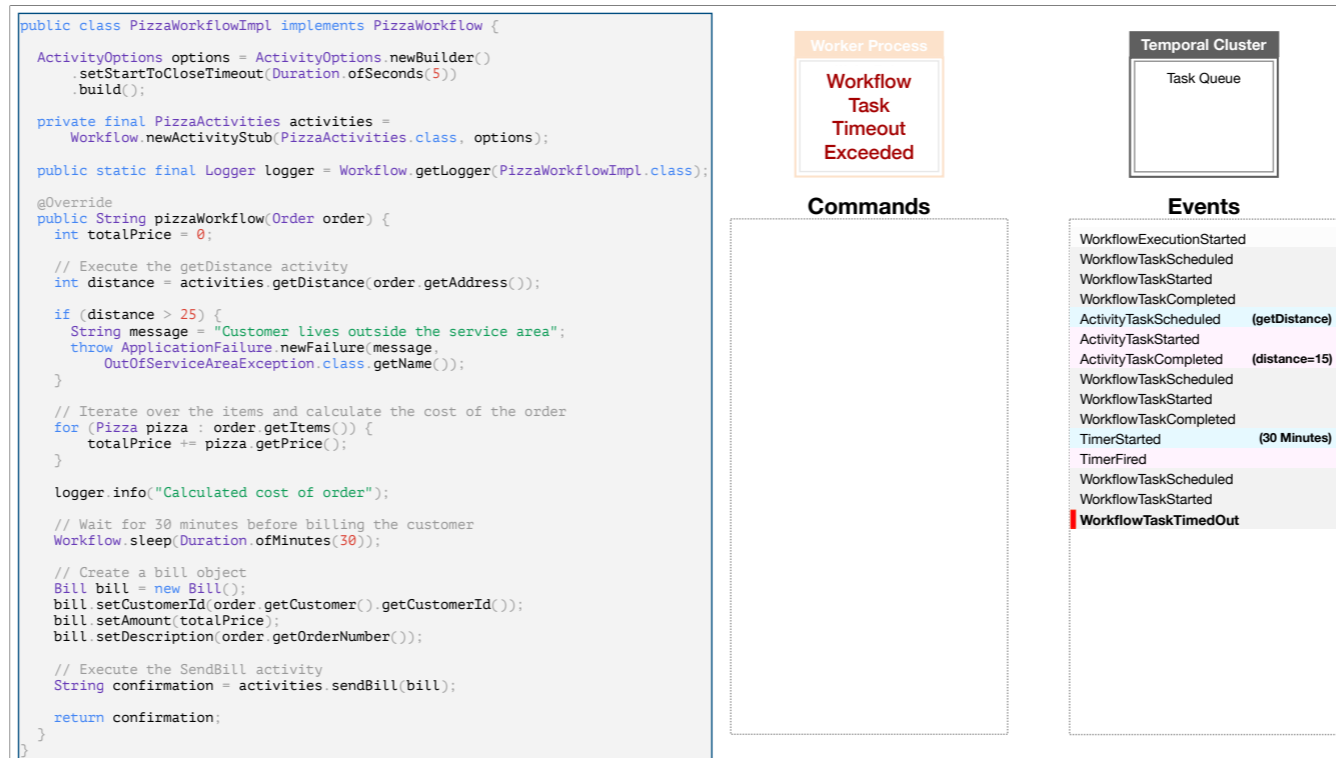 public class PizzaWorkflowImpl implements PizzaWorkflow {
ActivityOptions options = ActivityOptions.newBuilder()
.setStartToCloseTimeout(Duration.ofSeconds(5))
.build();
private final PizzaActivities activities =
Workflow.newActivityStub(PizzaActivities.class, options);
public static final Logger logger = Workflow.getLogger(PizzaWorkflowImpl.class);
@Override
public String pizzaWorkflow(Order order) {
int totalPrice = 0;
// Execute the getDistance activity
int distance = activities.getDistance(order.getAddress());
if (distance > 25) {
String message = "Customer lives outside the service area";
throw ApplicationFailure.newFailure(message,
OutOfServiceAreaException.class.getName());
}
// Iterate over the items and calculate the cost of the order
for (Pizza pizza : order.getItems()) {
totalPrice += pizza.getPrice();
}
logger.info("Calculated cost of order");
// Wait for 30 minutes before billing the customer
Workflow.sleep(Duration.ofMinutes(30));
// Create a bill object
Bill bill = new Bill();
bill.setCustomerId(order.getCustomer().getCustomerId());
bill.setAmount(totalPrice);
bill.setDescription(order.getOrderNumber());
// Execute the SendBill activity
String confirmation = activities.sendBill(bill);
return confirmation;
}
}
Worker Process
Workflow
Task
Timeout
Exceeded
Temporal Cluster
Task Queue
Commands
Events
WorkflowExecutionStarted
WorkflowTaskScheduled
WorkflowTaskStarted
WorkflowTaskCompleted
ActivityTaskScheduled (getDistance)
ActivityTaskStarted
ActivityTaskCompleted (distance=15)
WorkflowTaskScheduled
WorkflowTaskStarted
WorkflowTaskCompleted
TimerStarted (30 Minutes)
TimerFired
WorkflowTaskScheduled
WorkflowTaskStarted
WorkflowTaskTimedOut